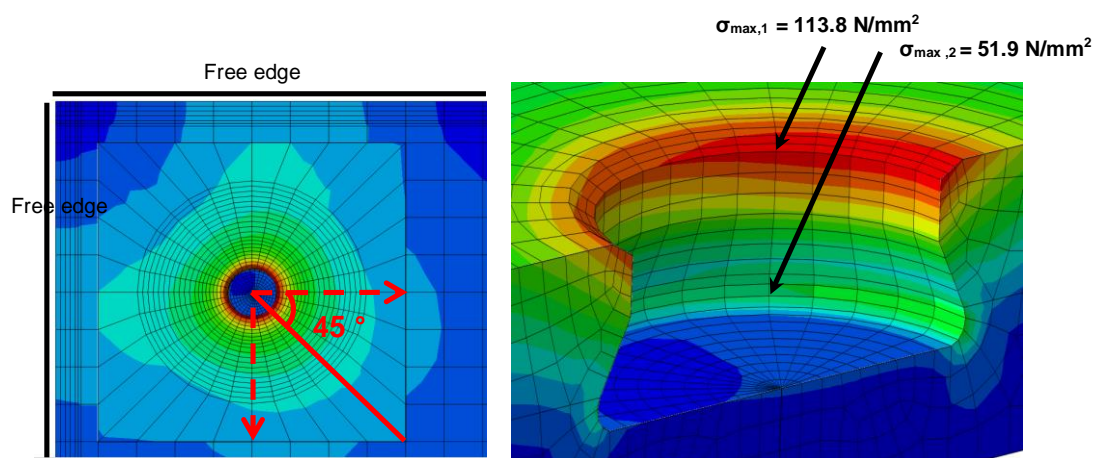 σmax,1 = 113.8 N/mm²
σmax ,2 = 51.9 N/mm²
Free edge
Free edge
45 °